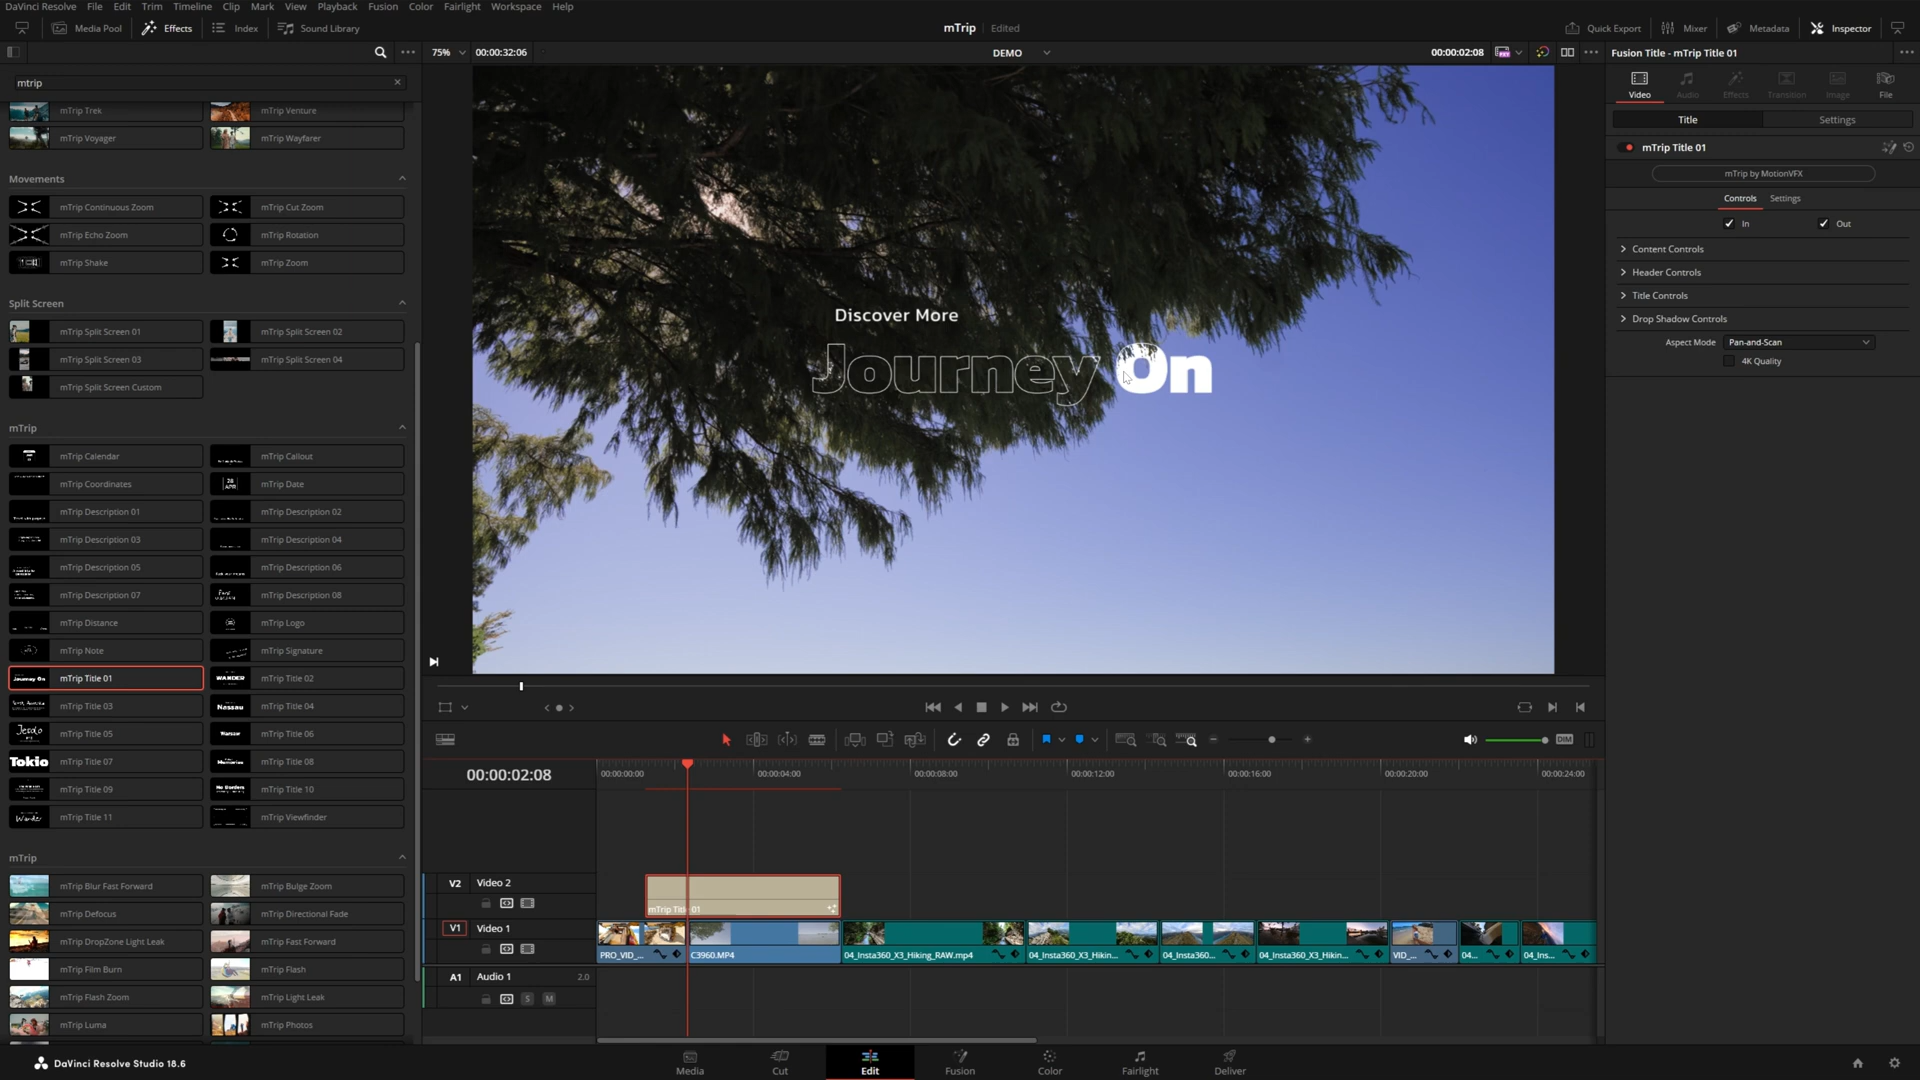 DaVinci Resolve File Edit Trim Timeline Clip Mark View Playback Fusion Color Fairlight Workspace Help
Media Pool Effects Index Sound Library
mTrip Edited
Quick Export Mixer Metadata Inspector
75% 00:00:32:06
DEMO
00:00:02:08
Fusion Title - mTrip Title 01
mtrip
mTrip Trek mTrip Venture
mTrip Voyager mTrip Wayfarer
Movements
mTrip Continuous Zoom mTrip Cut Zoom
mTrip Echo Zoom mTrip Rotation
mTrip Shake mTrip Zoom
Split Screen
mTrip Split Screen 01 mTrip Split Screen 02
mTrip Split Screen 03 mTrip Split Screen 04
mTrip Split Screen Custom
mTrip
mTrip Calendar mTrip Callout
mTrip Coordinates 28 APR mTrip Date
mTrip Description 01 mTrip Description 02
mTrip Description 03 mTrip Description 04
mTrip Description 05 mTrip Description 06
mTrip Description 07 mTrip Description 08
mTrip Distance mTrip Logo
mTrip Note mTrip Signature
Journey On mTrip Title 01 WANDER mTrip Title 02
mTrip Title 03 Nassau mTrip Title 04
mTrip Title 05 Warsaw mTrip Title 06
Tokio mTrip Title 07 Memories mTrip Title 08
mTrip Title 09 No Borders mTrip Title 10
Wander mTrip Title 11 mTrip Viewfinder
mTrip
mTrip Blur Fast Forward mTrip Bulge Zoom
mTrip Defocus mTrip Directional Fade
mTrip DropZone Light Leak mTrip Fast Forward
mTrip Film Burn mTrip Flash
mTrip Flash Zoom mTrip Light Leak
mTrip Luma mTrip Photos
Discover More
Journey On
Video Audio Effects Transition Image File
Title Settings
mTrip Title 01
mTrip by MotionVFX
Controls Settings
In Out
Content Controls
Header Controls
Title Controls
Drop Shadow Controls
Aspect Mode Pan-and-Scan
4K Quality
DIM
00:00:02:08
00:00:00:00 00:00:04:00 00:00:08:00 00:00:12:00 00:00:16:00 00:00:20:00 00:00:24:00
V2 Video 2
mTrip Title 01
V1 Video 1
PRO_VID_... C3960.MP4 04_Insta360_X3_Hiking_RAW.mp4 04_Insta360_X3_Hikin... 04_Insta360... 04_Insta360_X3_Hikin... VID_... 04... 04_Ins...
A1 Audio 1 2.0
S M
DaVinci Resolve Studio 18.6
Media Cut Edit Fusion Color Fairlight Deliver